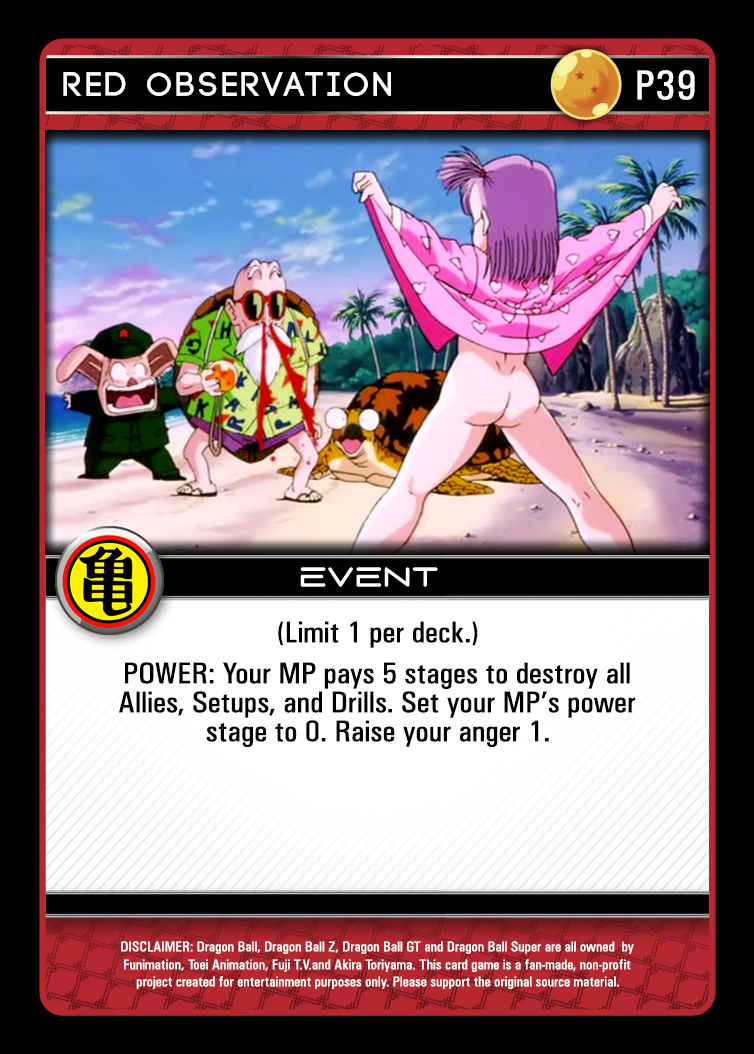 RED OBSERVATION
P39
亀
EVENT
(Limit 1 per deck.)
POWER: Your MP pays 5 stages to destroy all
Allies, Setups, and Drills. Set your MP's power
stage to 0. Raise your anger 1.
DISCLAIMER: Dragon Ball, Dragon Ball Z, Dragon Ball GT and Dragon Ball Super are all owned by
Funimation, Toei Animation, Fuji T.V.and Akira Toriyama. This card game is a fan-made, non-profit
project created for entertainment purposes only. Please support the original source material.